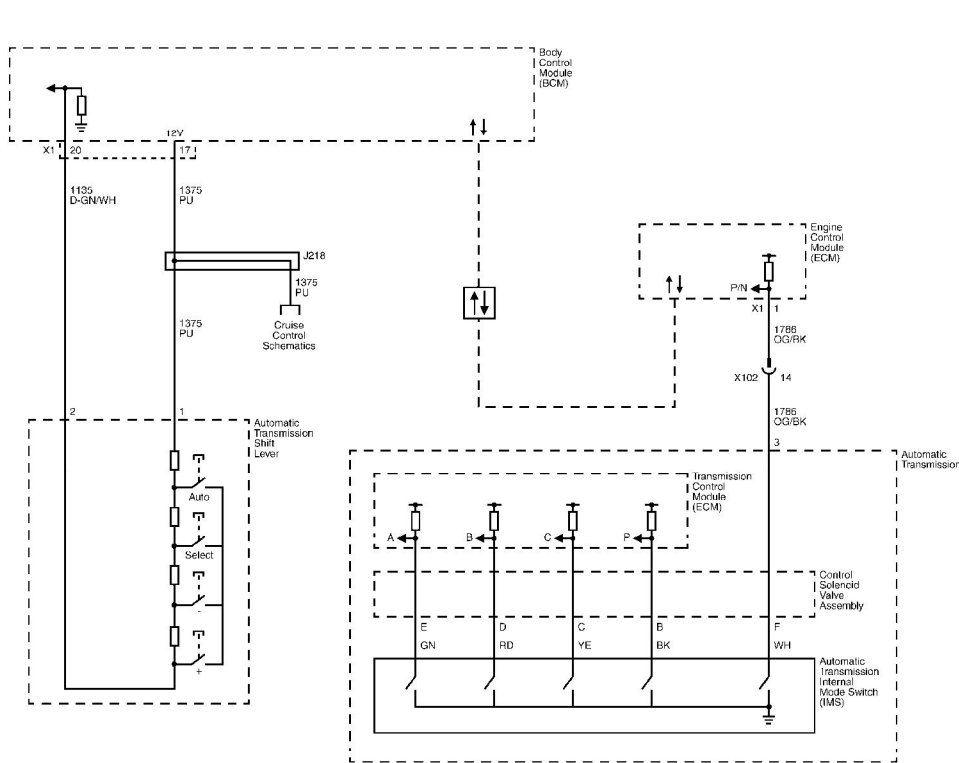 Body
Control
Module
(BCM)
12V
X1 20 17
1135
D-GN/WH
1375
PU
J218
1375
PU
Cruise
Control
Schematics
1375
PU
2 1
Automatic
Transmission
Shift
Lever
Auto
Select
-
+
Engine
Control
Module
(ECM)
P/N
X1 1
1786
OG/BK
X102 14
1786
OG/BK
3
Automatic
Transmission
Transmission
Control
Module
(ECM)
A B C P
Control
Solencid
Valve
Assembly
E D C B F
GN RD YE BK WH
Automatic
Transmission
Internal
Mode Switch
(IMS)